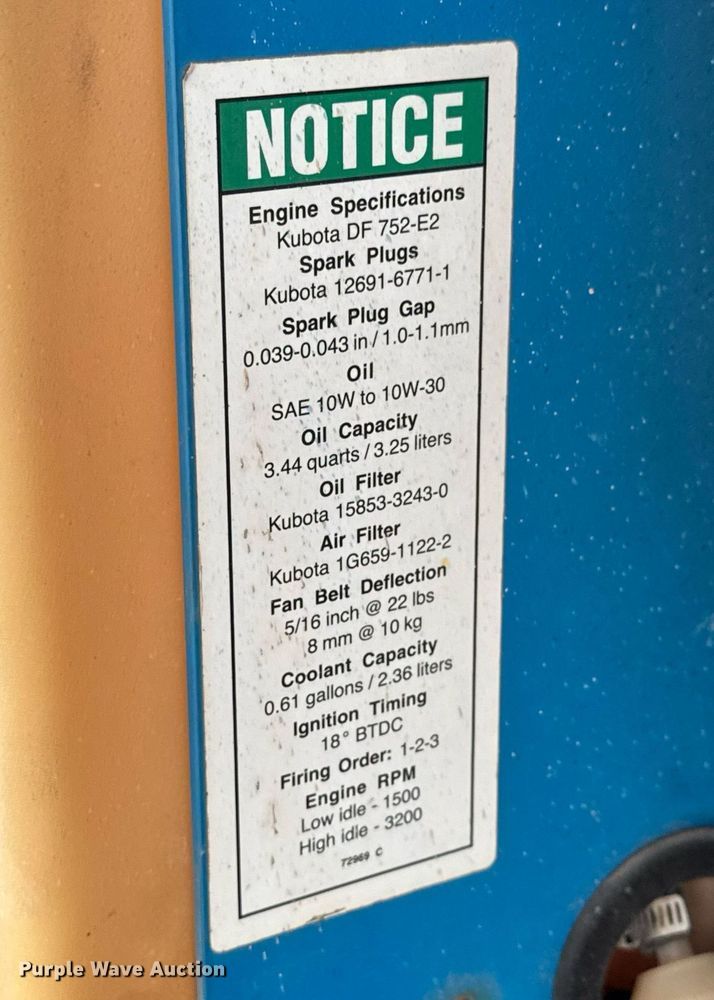 NOTICE
Engine Specifications
Kubota DF 752-E2
Spark Plugs
Kubota 12691-6771-1
Spark Plug Gap
0.039-0.043 in / 1.0-1.1mm
Oil
SAE 10W to 10W-30
Oil Capacity
3.44 quarts / 3.25 liters
Oil Filter
Kubota 15853-3243-0
Air Filter
Kubota 1G659-1122-2
Fan Belt Deflection
5/16 inch @ 22 lbs
8 mm @ 10 kg
Coolant Capacity
0.61 gallons / 2.36 liters
Ignition Timing
18° BTDC
Firing Order: 1-2-3
Engine RPM
Low idle - 1500
High idle - 3200
72969 C
Purple Wave Auction